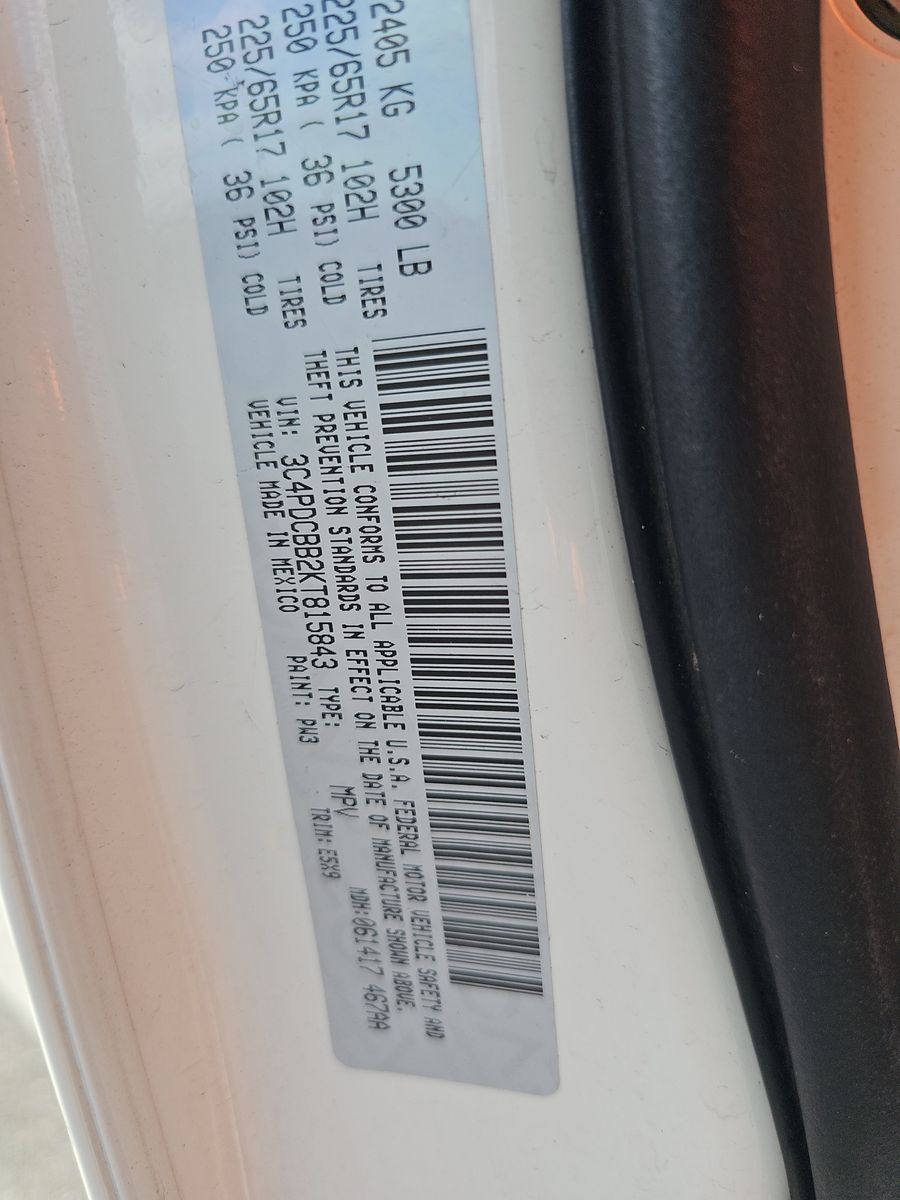 2405 KG 5300 LB
225/65R17 102H TIRES
250 KPA ( 36 PSI) COLD
225/65R17 102H TIRES
250 KPA ( 36 PSI) COLD
THIS VEHICLE CONFORMS TO ALL APPLICABLE U.S.A. FEDERAL MOTOR VEHICLE SAFETY AND
THEFT PREVENTION STANDARDS IN EFFECT ON THE DATE OF MANUFACTURE SHOWN ABOVE.
VIN: 3C4PDCBB2KT815843 TYPE: MPV MDH:061417 467AA
VEHICLE MADE IN MEXICO PAINT: PW3 TRIM: E5X9